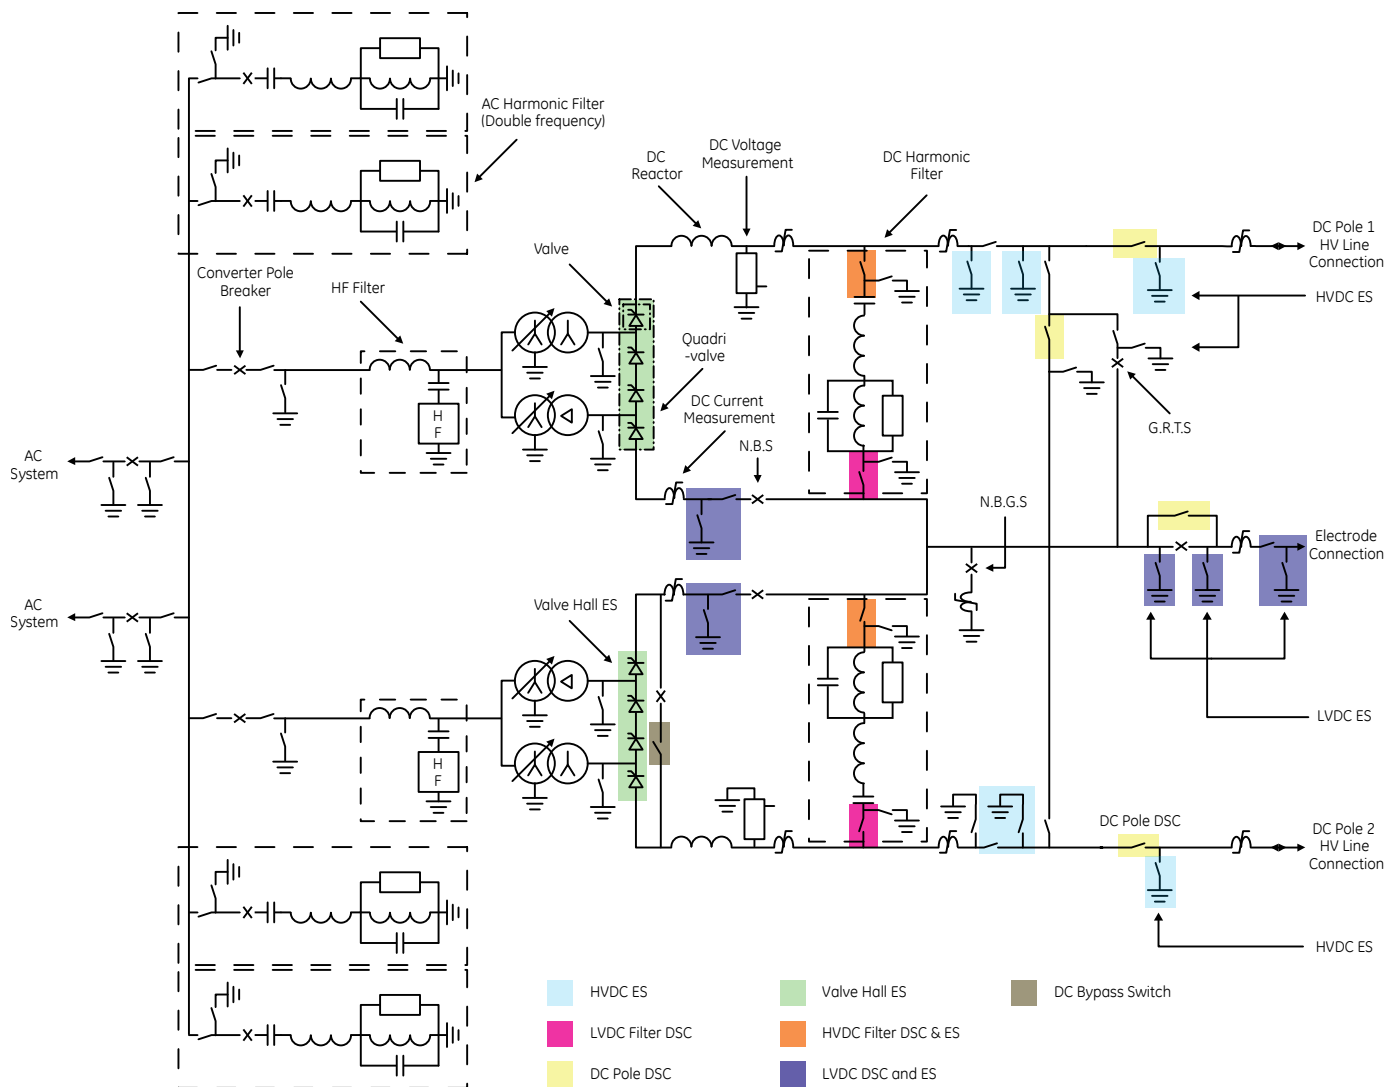 AC Harmonic Filter
(Double frequency)
DC
Reactor
DC Voltage
Measurement
DC Harmonic
Filter
DC Pole 1
HV Line
Connection
HVDC ES
Converter Pole
Breaker
HF Filter
Valve
Quadri
-valve
DC Current
Measurement
N.B.S
G.R.T.S
H
F
AC
System
N.B.G.S
Electrode
Connection
AC
System
Valve Hall ES
LVDC ES
H
F
DC Pole DSC
DC Pole 2
HV Line
Connection
HVDC ES
HVDC ES
Valve Hall ES
DC Bypass Switch
LVDC Filter DSC
HVDC Filter DSC & ES
DC Pole DSC
LVDC DSC and ES